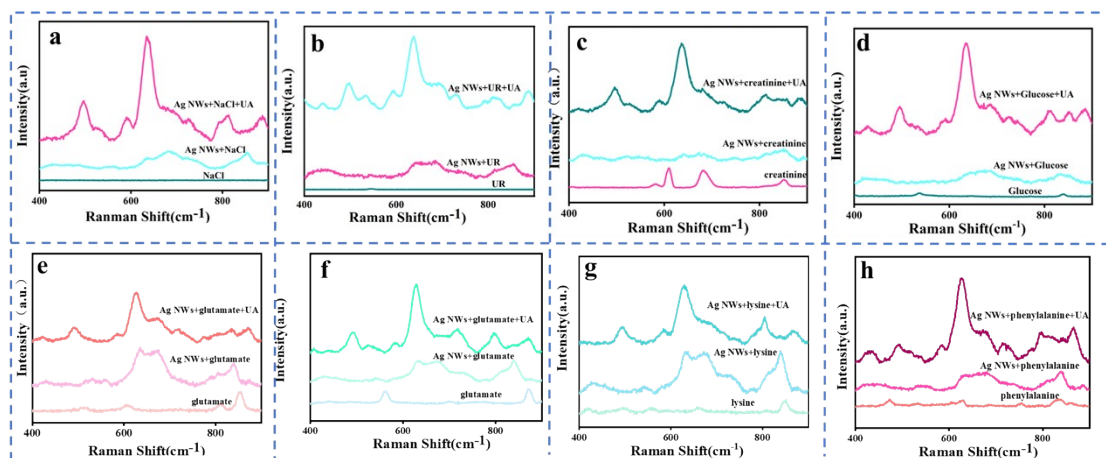 a
Ag NWs+NaCl+UA
Ag NWs+NaCl
NaCl
Intensity(a.u)
400 600 800
Ranman Shift(cm-1)
b
Ag NWs+UR+UA
Ag NWs+UR
UR
Intensity(a.u.)
400 600 800
Raman Shift(cm-1)
c
Ag NWs+creatinine+UA
Ag NWs+creatinine
creatinine
Intensity（a.u.）
400 600 800
Raman Shift(cm-1)
d
Ag NWs+Glucose+UA
Ag NWs+Glucose
Glucose
Intensity(a.u.)
400 600 800
Ranman Shift(cm-1)
e
Ag NWs+glutamate+UA
Ag NWs+glutamate
glutamate
Intensity（a.u.）
400 600 800
Raman Shift(cm-1)
f
Ag NWs+glutamate+UA
Ag NWs+glutamate
glutamate
Intensity(a.u.)
400 600 800
Raman Shift(cm-1)
g
Ag NWs+lysine+UA
Ag NWs+lysine
lysine
Intensity(a.u.)
400 600 800
Raman Shift(cm-1)
h
Ag NWs+phenylalanine+UA
Ag NWs+phenylalanine
phenylalanine
Intensity (a.u.)
400 600 800
Raman Shift(cm-1)